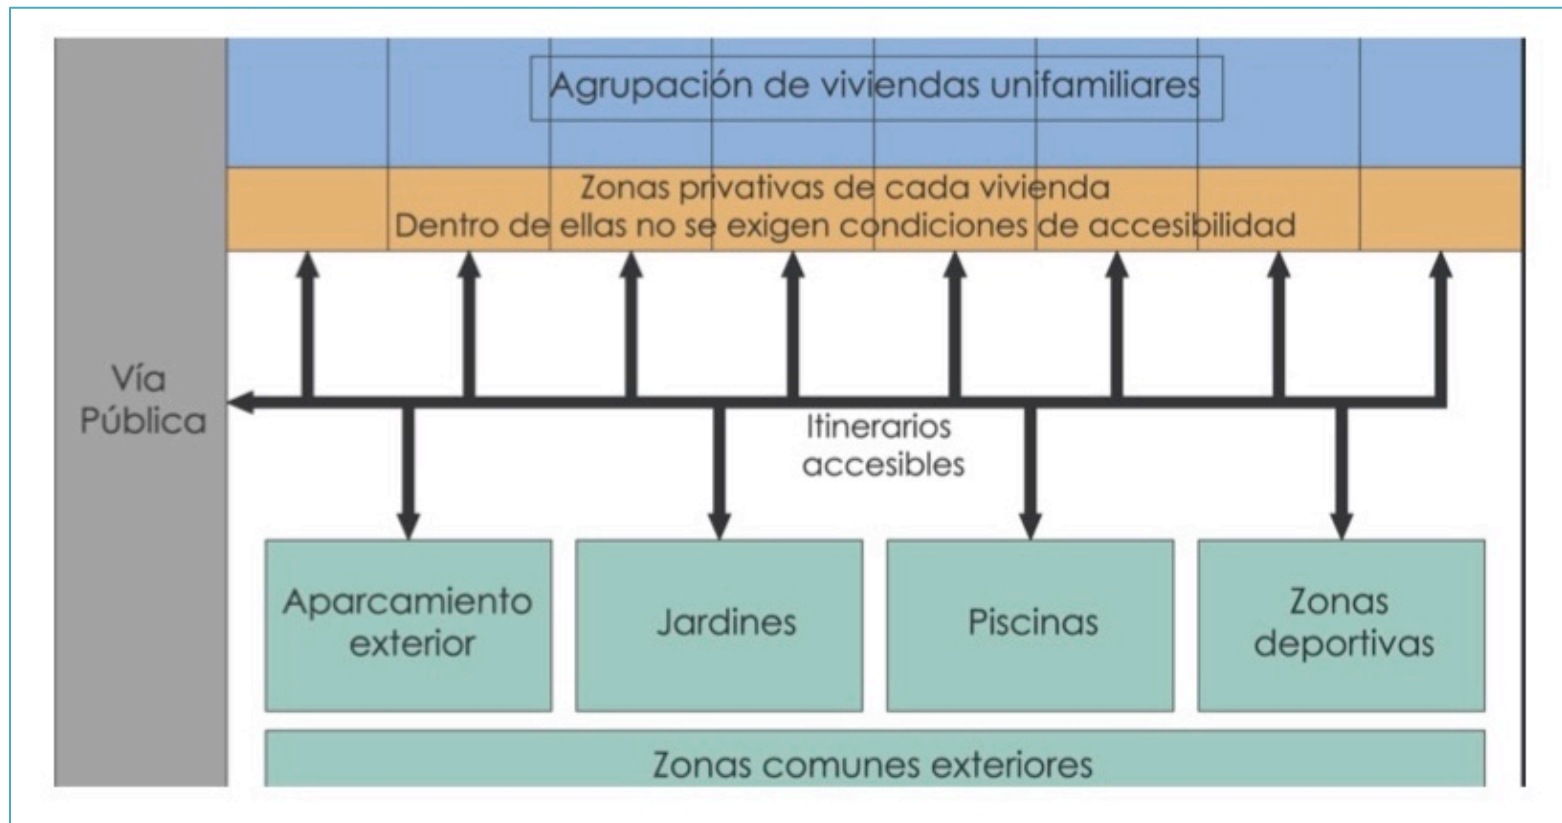 Agrupación de viviendas unifamiliares
Zonas privativas de cada vivienda
Dentro de ellas no se exigen condiciones de accesibilidad
Vía
Pública
Itinerarios
accesibles
Aparcamiento
exterior
Jardines
Piscinas
Zonas
deportivas
Zonas comunes exteriores